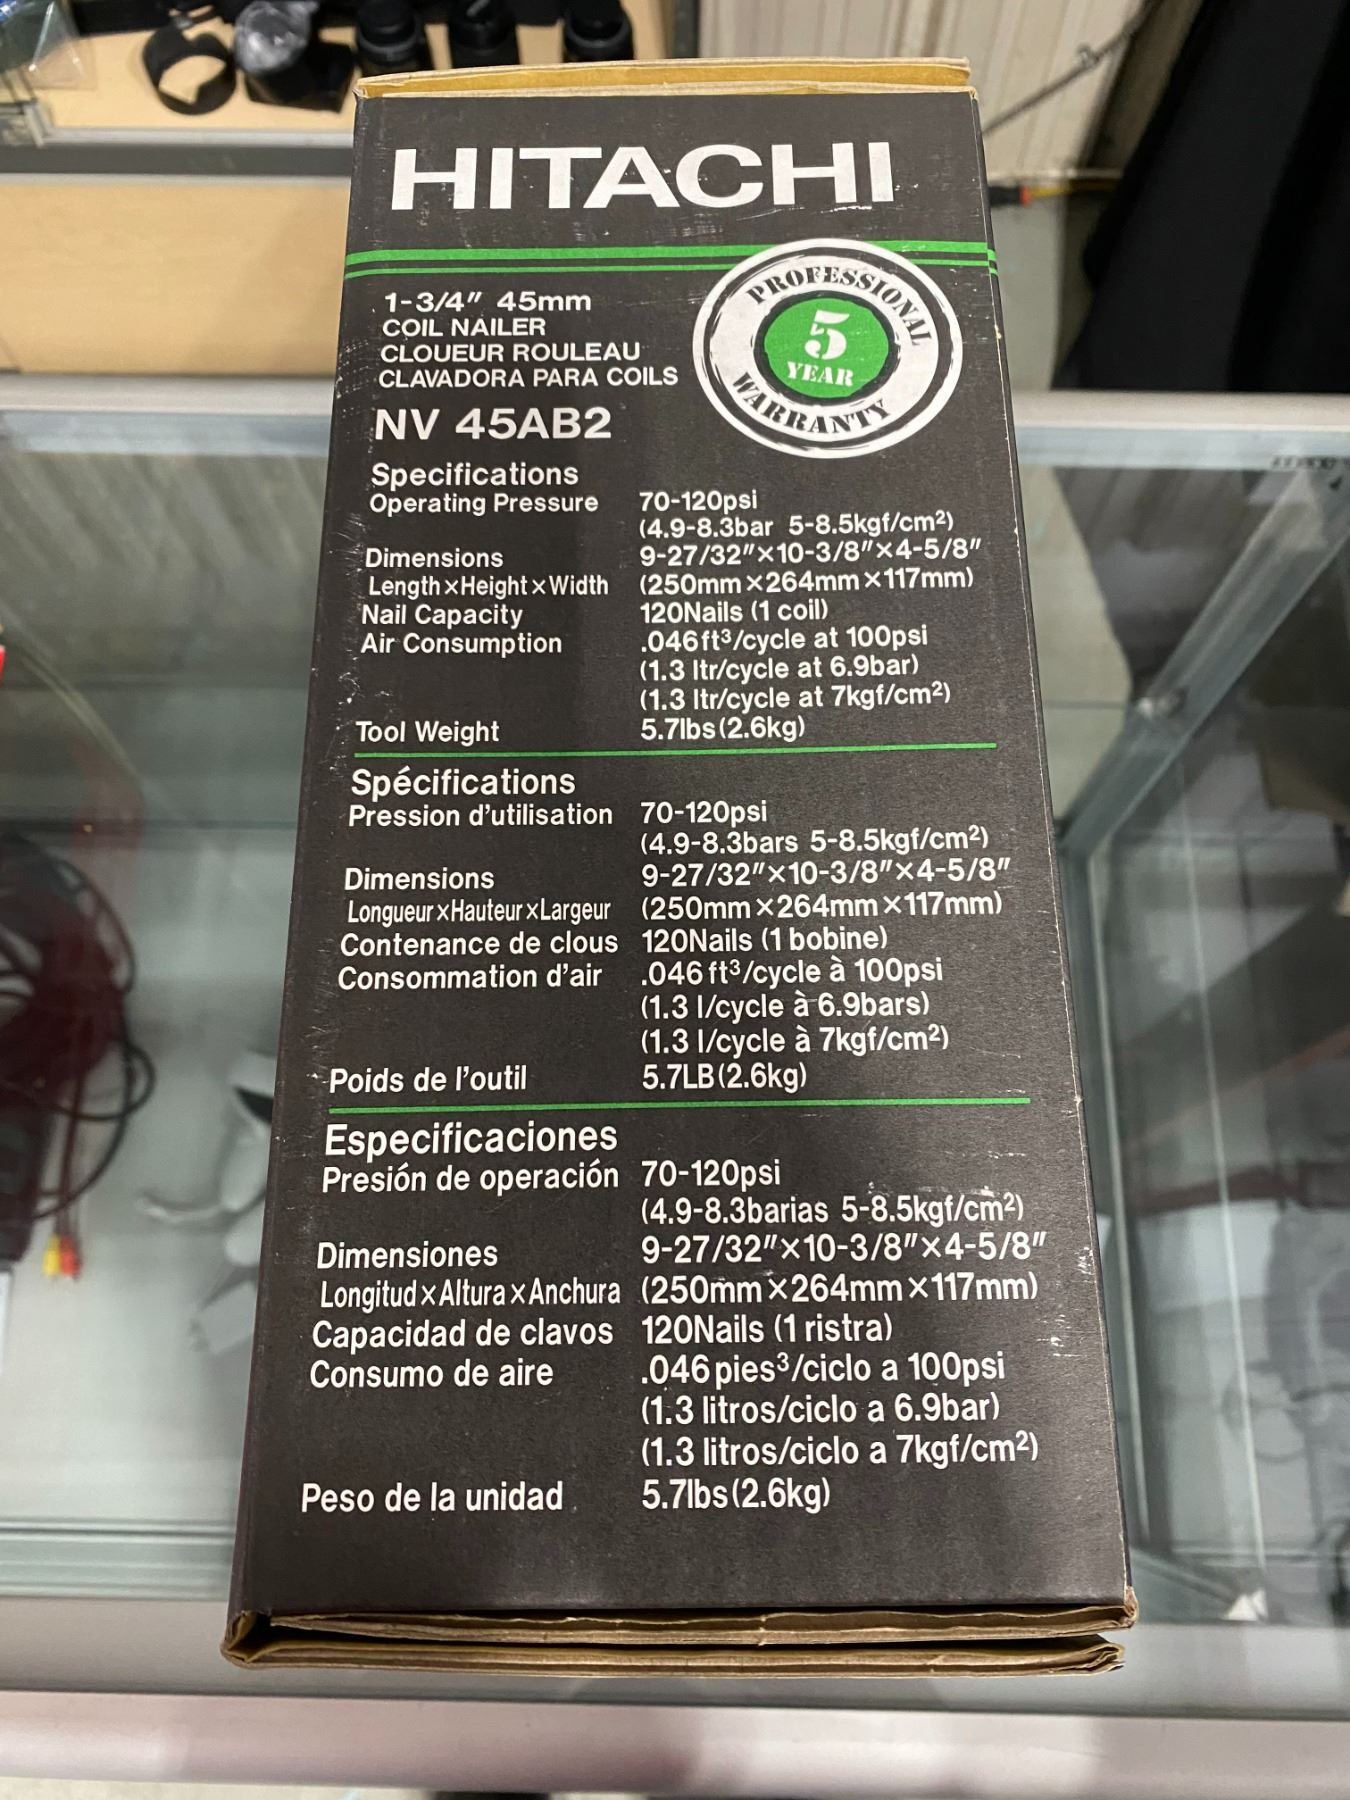 HITACHI
PROFESSIONAL
5
YEAR
WARRANTY
1-3/4" 45mm
COIL NAILER
CLOUEUR ROULEAU
CLAVADORA PARA COILS
NV 45AB2
Specifications
Operating Pressure 70-120psi
(4.9-8.3bar 5-8.5kgf/cm²)
Dimensions 9-27/32"×10-3/8"×4-5/8"
Length×Height×Width (250mm×264mm×117mm)
Nail Capacity 120Nails (1 coil)
Air Consumption .046ft³/cycle at 100psi
(1.3 ltr/cycle at 6.9bar)
(1.3 ltr/cycle at 7kgf/cm²)
Tool Weight 5.7lbs(2.6kg)
Spécifications
Pression d'utilisation 70-120psi
(4.9-8.3bars 5-8.5kgf/cm²)
Dimensions 9-27/32"×10-3/8"×4-5/8"
Longueur×Hauteur×Largeur (250mm×264mm×117mm)
Contenance de clous 120Nails (1 bobine)
Consommation d'air .046 ft³/cycle à 100psi
(1.3 l/cycle à 6.9bars)
(1.3 l/cycle à 7kgf/cm²)
Poids de l'outil 5.7LB(2.6kg)
Especificaciones
Presión de operación 70-120psi
(4.9-8.3barias 5-8.5kgf/cm²)
Dimensiones 9-27/32"×10-3/8"×4-5/8"
Longitud×Altura×Anchura (250mm×264mm×117mm)
Capacidad de clavos 120Nails (1 ristra)
Consumo de aire .046pies³/ciclo a 100psi
(1.3 litros/ciclo a 6.9bar)
(1.3 litros/ciclo a 7kgf/cm²)
Peso de la unidad 5.7lbs(2.6kg)